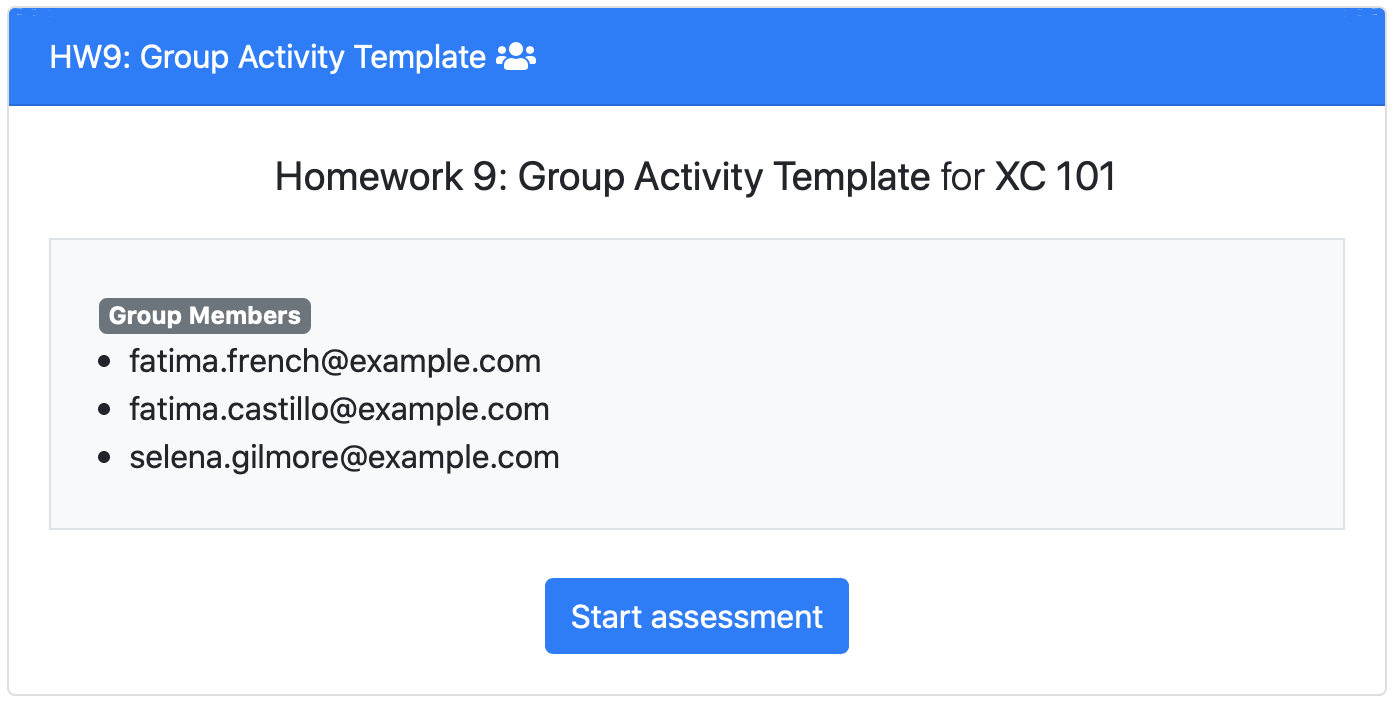 HW9: Group Activity Template
Homework 9: Group Activity Template for XC 101
Group Members
fatima.french@example.com
fatima.castillo@example.com
selena.gilmore@example.com
Start assessment